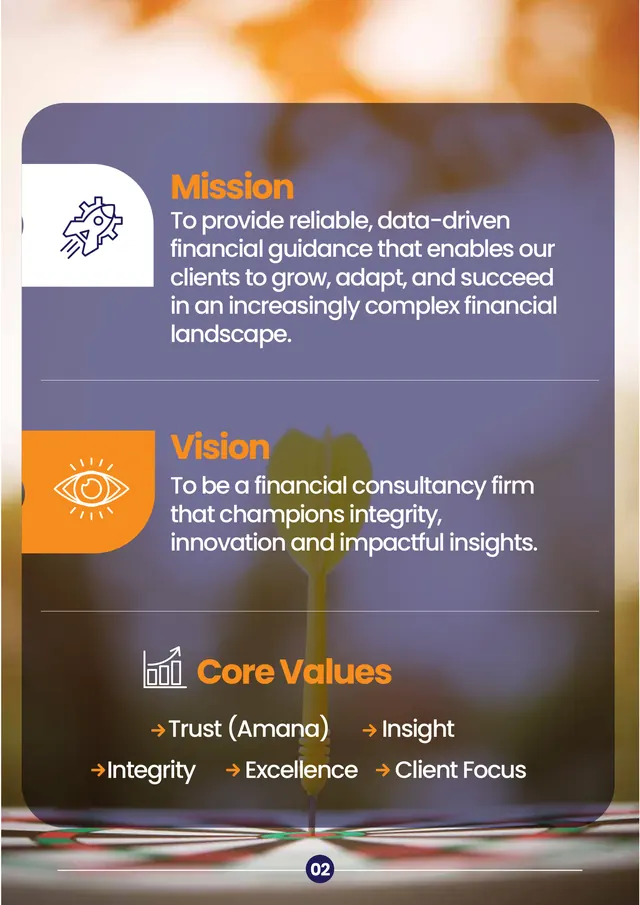 Mission
To provide reliable, data-driven
financial guidance that enables our
clients to grow, adapt, and succeed
in an increasingly complex financial
landscape.
Vision
To be a financial consultancy firm
that champions integrity,
innovation and impactful insights.
Core Values
Trust (Amana) Insight
Integrity Excellence Client Focus
02